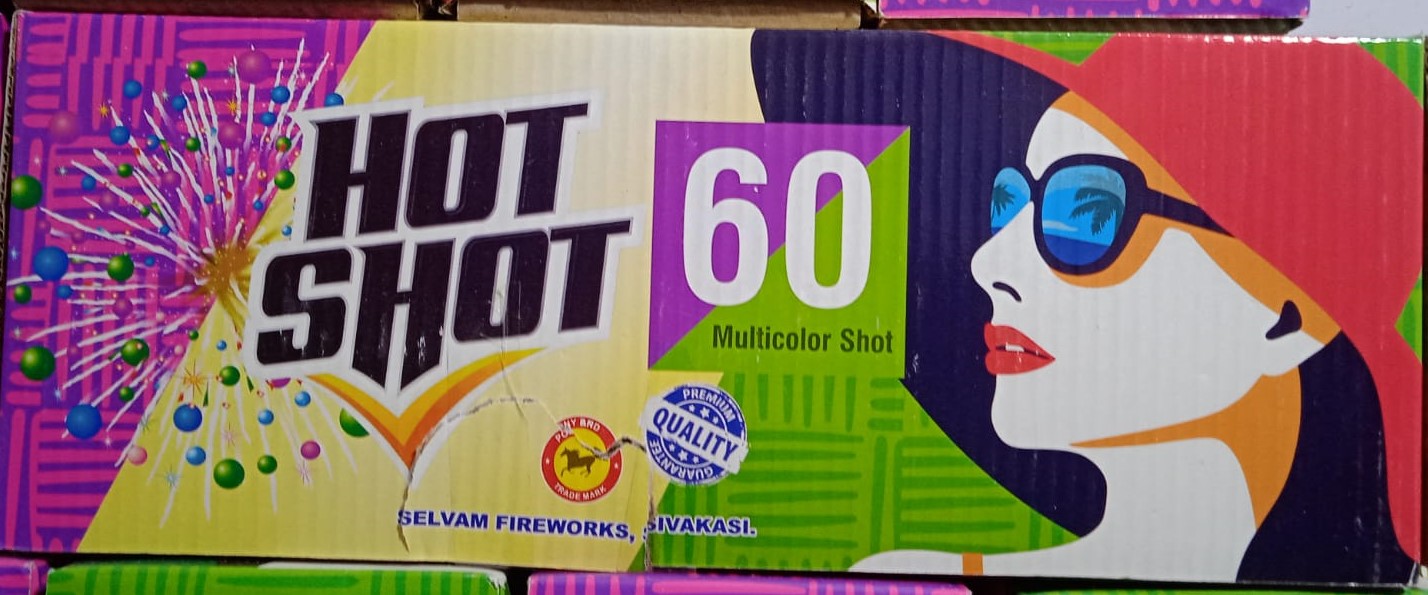 HOT
SHOT
60
Multicolor Shot
PREMIUM
QUALITY
GUARANTEE
PONY BRD
TRADE MARK
SELVAM FIREWORKS, SIVAKASI.